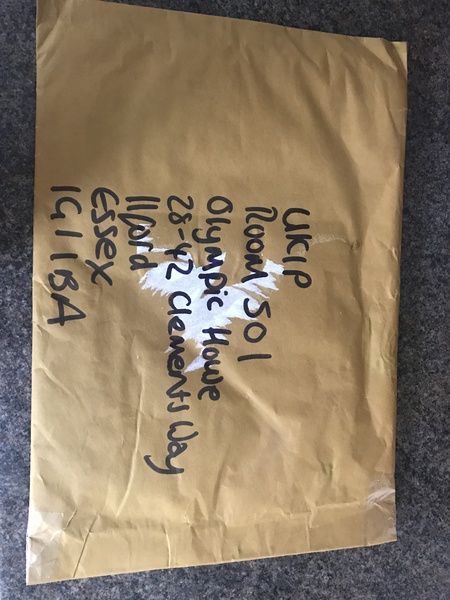 UKIP
ROOM 501
Olympic House
28-42 Clements Way
Ilford
Essex
IG1 1BA